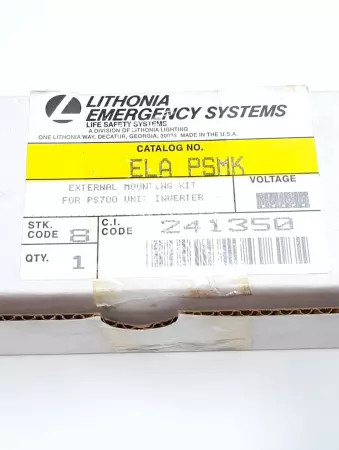 LITHONIA
EMERGENCY SYSTEMS
LIFE SAFETY SYSTEMS
A DIVISION OF LITHONIA LIGHTING
ONE LITHONIA WAY, DECATUR, GEORGIA, 30035 MADE IN THE U.S.A.
CATALOG NO.
ELA PSMK
EXTERNAL MOUNTING KIT
FOR PS700 UNIT INVERTER
VOLTAGE
STK. CODE 8
C.I. CODE 241350
QTY. 1